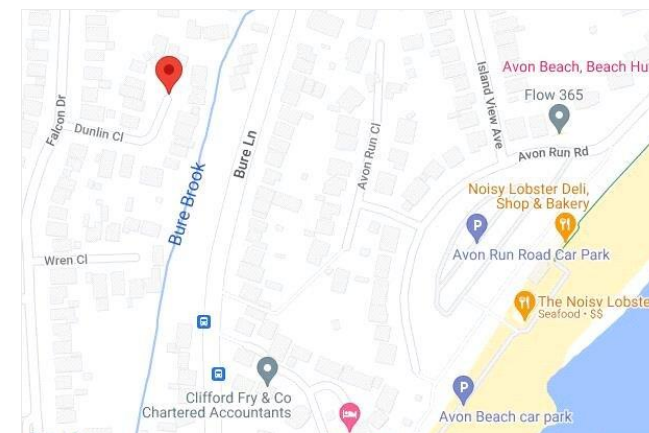 Falcon Dr
Dunlin Cl
Wren Cl
Bure Brook
Bure Ln
Avon Run Cl
Island View Ave
Avon Beach, Beach Hu
Flow 365
Avon Run Rd
Noisy Lobster Deli,
Shop & Bakery
P
Avon Run Road Car Park
The Noisy Lobste
Seafood • $$
Clifford Fry & Co
Chartered Accountants
P
Avon Beach car park